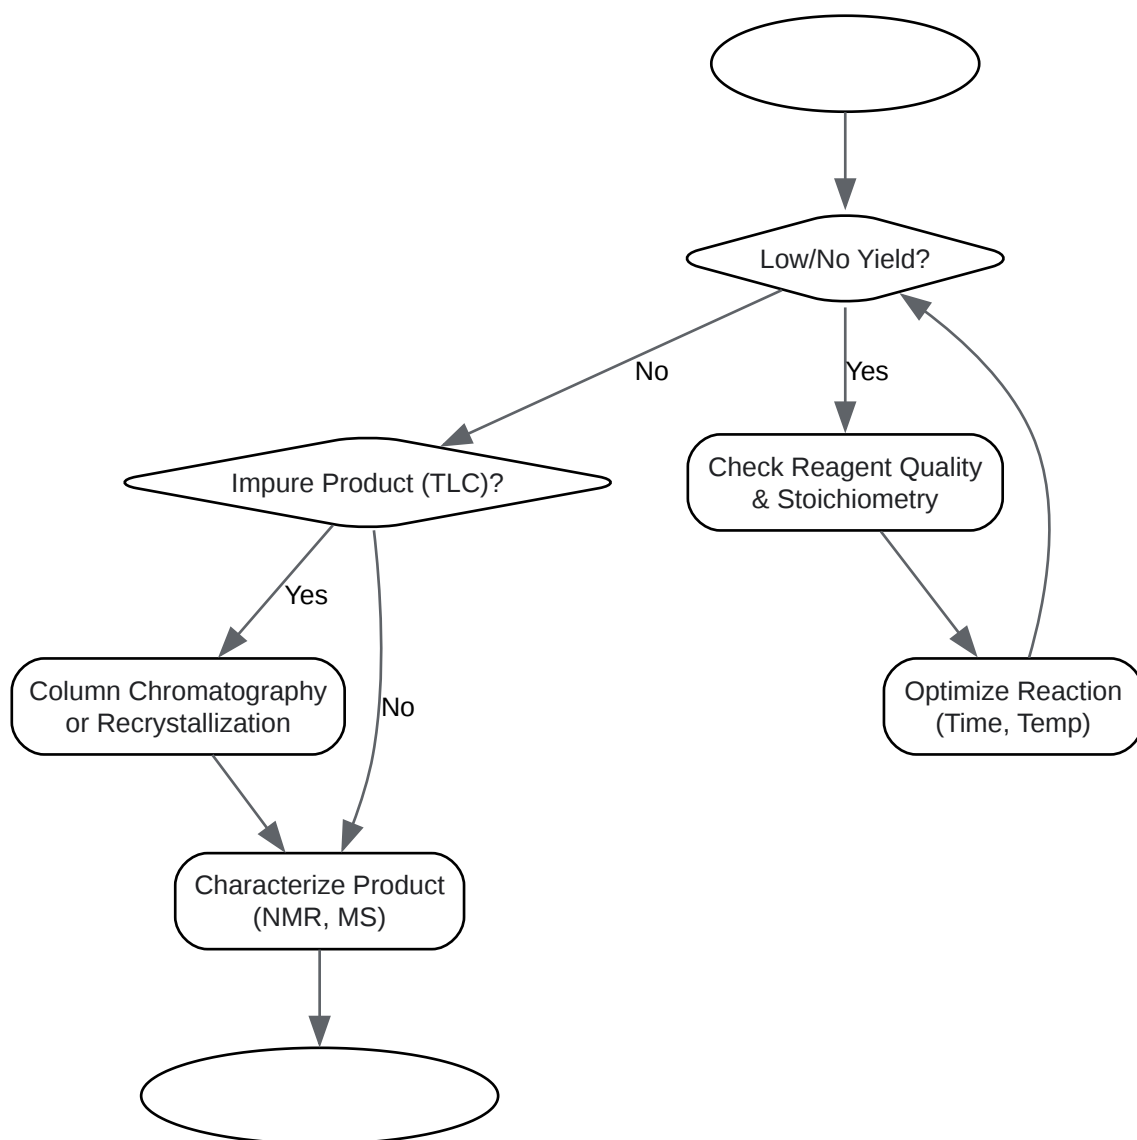 Low/No Yield?
No
Yes
Impure Product (TLC)?
Check Reagent Quality
& Stoichiometry
Yes
Column Chromatography
or Recrystallization
No
Optimize Reaction
(Time, Temp)
Characterize Product
(NMR, MS)